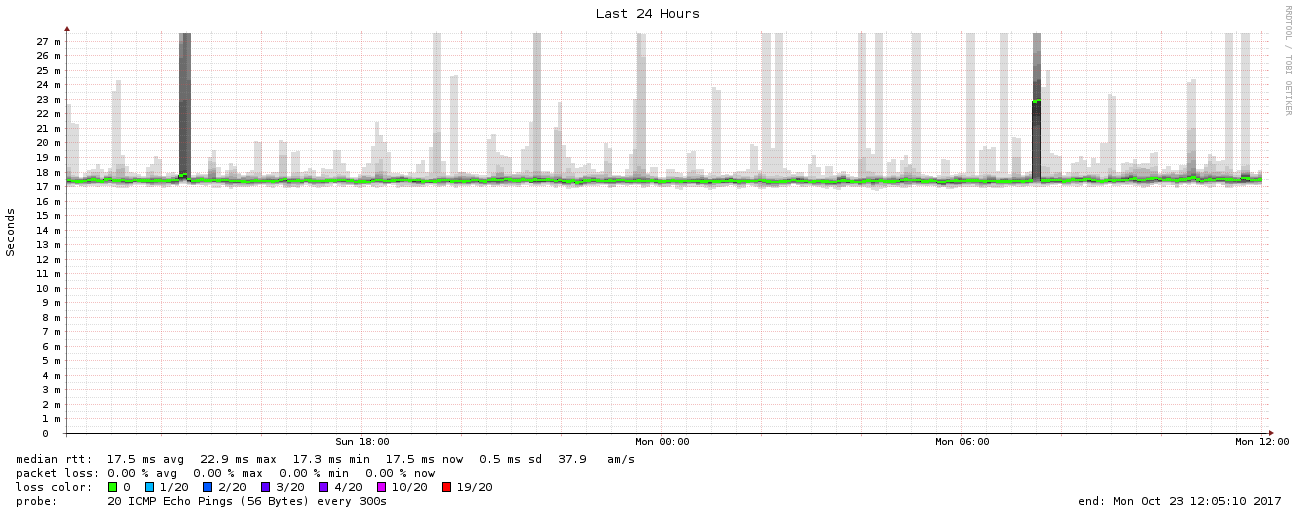 Last 24 Hours
RRDTOOL / TOBI OETIKER
Seconds
27 m
26 m
25 m
24 m
23 m
22 m
21 m
20 m
19 m
18 m
17 m
16 m
15 m
14 m
13 m
12 m
11 m
10 m
9 m
8 m
7 m
6 m
5 m
4 m
3 m
2 m
1 m
0
Sun 18:00 Mon 00:00 Mon 06:00 Mon 12:00
median rtt: 17.5 ms avg 22.9 ms max 17.3 ms min 17.5 ms now 0.5 ms sd 37.9 am/s
packet loss: 0.00 % avg 0.00 % max 0.00 % min 0.00 % now
loss color: 0 1/20 2/20 3/20 4/20 10/20 19/20
probe: 20 ICMP Echo Pings (56 Bytes) every 300s end: Mon Oct 23 12:05:10 2017